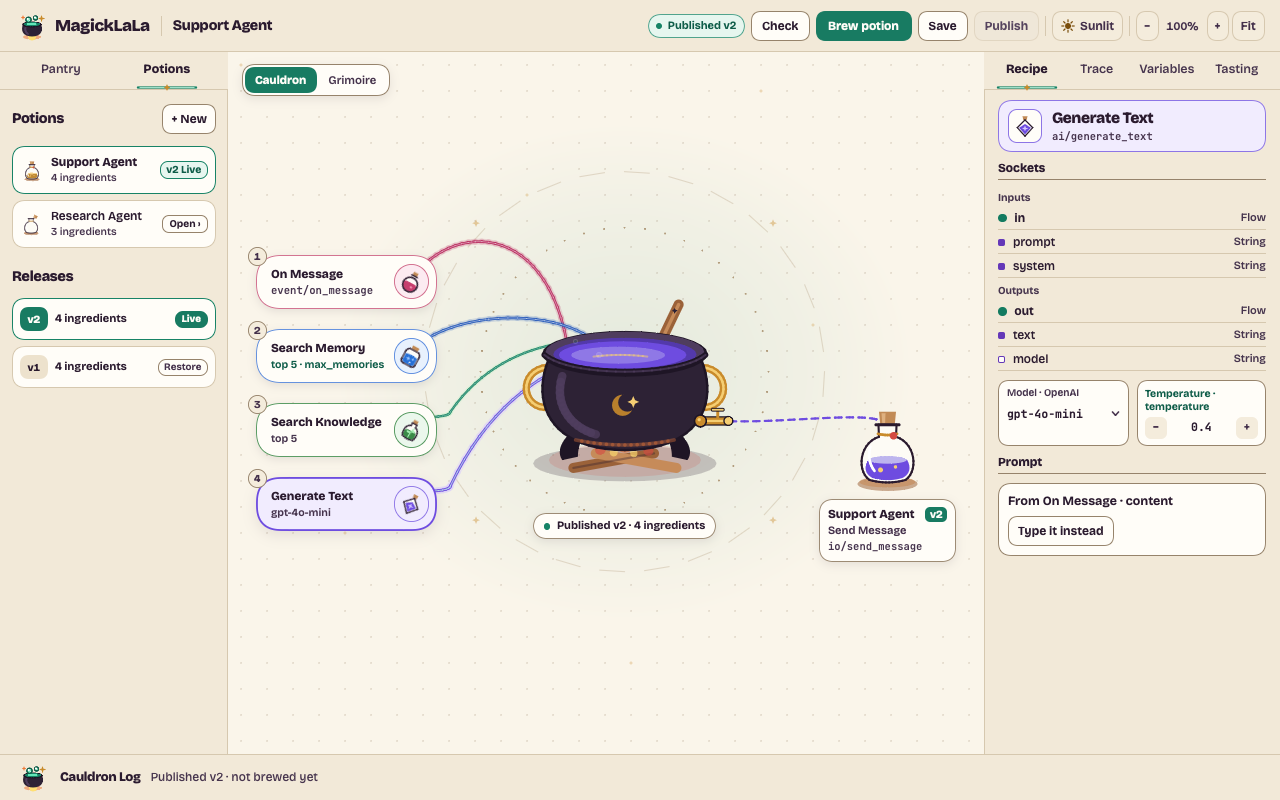 MagickLaLa
Support Agent
Published v2
Check
Brew potion
Save
Publish
Sunlit
−
100%
+
Fit
Pantry
Potions
Potions
+ New
Support Agent
4 ingredients
v2 Live
Research Agent
3 ingredients
Open ›
Releases
v2
4 ingredients
Live
v1
4 ingredients
Restore
Cauldron
Grimoire
1
On Message
event/on_message
2
Search Memory
top 5 · max_memories
3
Search Knowledge
top 5
4
Generate Text
gpt-4o-mini
Published v2 · 4 ingredients
Support Agent
v2
Send Message
io/send_message
Recipe
Trace
Variables
Tasting
Generate Text
ai/generate_text
Sockets
Inputs
in
Flow
prompt
String
system
String
Outputs
out
Flow
text
String
model
String
Model · OpenAI
gpt-4o-mini
Temperature ·
temperature
−
0.4
+
Prompt
From On Message · content
Type it instead
Cauldron Log
Published v2 · not brewed yet